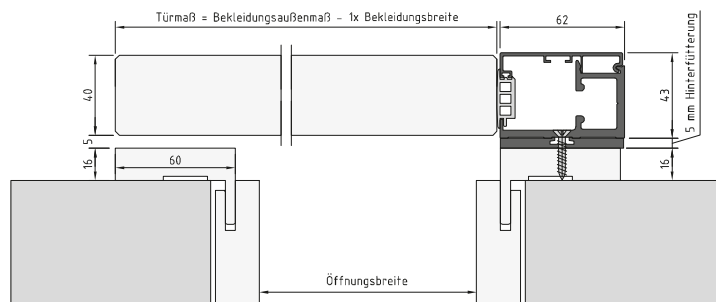 Türmaß = Bekleidungsaußenmaß - 1x Bekleidungsbreite
62
40
43
5 mm Hinterfütterung
5
16
60
16
Öffnungsbreite